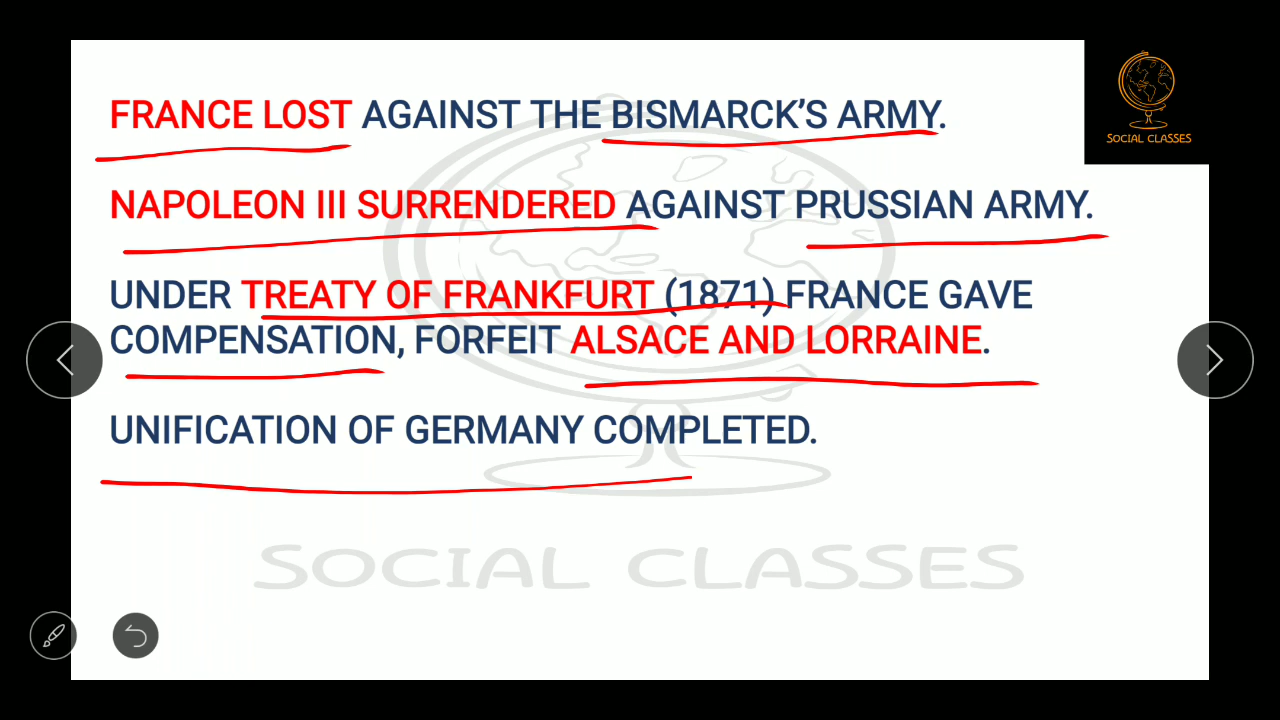 FRANCE LOST AGAINST THE BISMARCK'S ARMY.
SOCIAL CLASSES
NAPOLEON III SURRENDERED AGAINST PRUSSIAN ARMY.
UNDER TREATY OF FRANKFURT (1871) FRANCE GAVE
COMPENSATION, FORFEIT ALSACE AND LORRAINE.
UNIFICATION OF GERMANY COMPLETED.
SOCIAL CLASSES